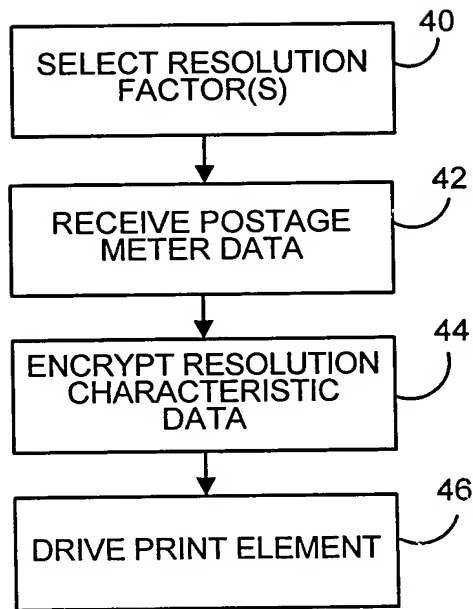 40
SELECT RESOLUTION
FACTOR(S)
42
RECEIVE POSTAGE
METER DATA
44
ENCRYPT RESOLUTION
CHARACTERISTIC
DATA
46
DRIVE PRINT ELEMENT